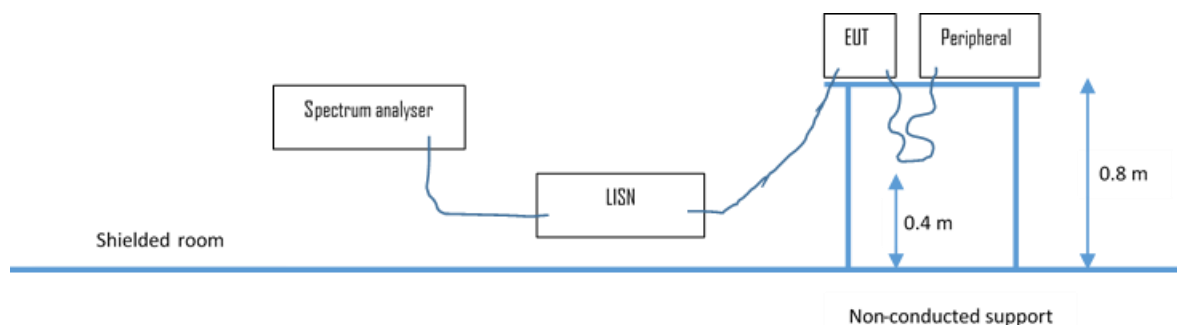 EUT
Peripheral
Spectrum analyser
LISN
0.8 m
0.4 m
Shielded room
Non-conducted support